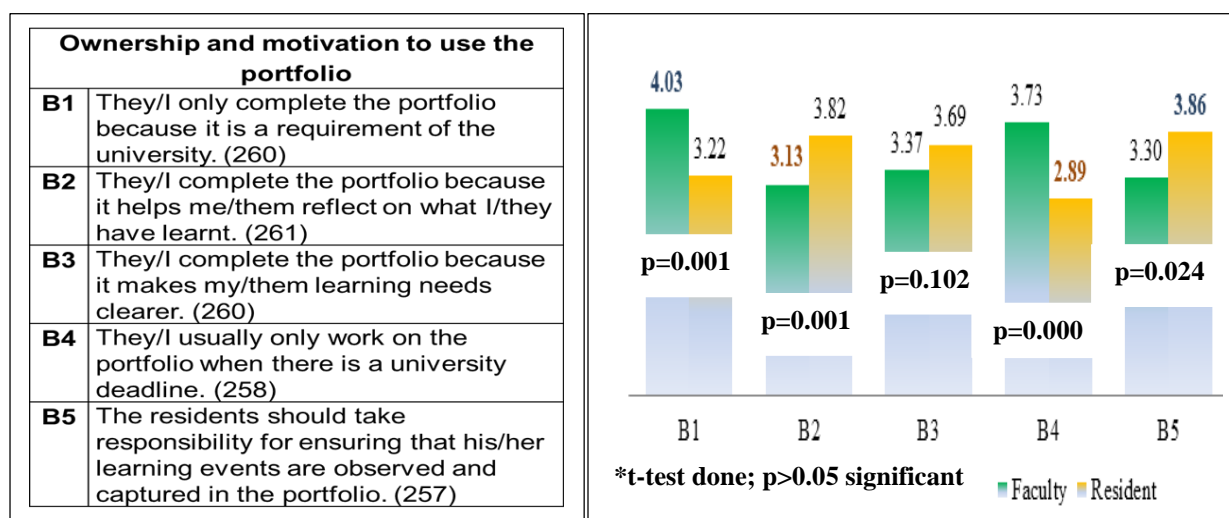 Ownership and motivation to use the
portfolio
B1 They/I only complete the portfolio
because it is a requirement of the
university. (260)
B2 They/I complete the portfolio because
it helps me/them reflect on what I/they
have learnt. (261)
B3 They/I complete the portfolio because
it makes my/them learning needs
clearer. (260)
B4 They/I usually only work on the
portfolio when there is a university
deadline. (258)
B5 The residents should take
responsibility for ensuring that his/her
learning events are observed and
captured in the portfolio. (257)
4.03 3.22 3.13 3.82 3.37 3.69 3.73 2.89 3.30 3.86
p=0.001 p=0.001 p=0.102 p=0.000 p=0.024
B1 B2 B3 B4 B5
*t-test done; p>0.05 significant
Faculty Resident